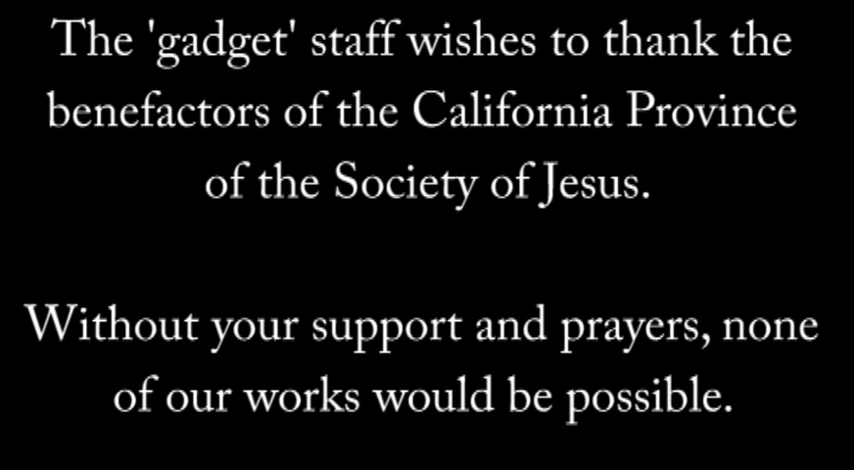 The 'gadget' staff wishes to thank the
benefactors of the California Province
of the Society of Jesus.
Without your support and prayers, none
of our works would be possible.